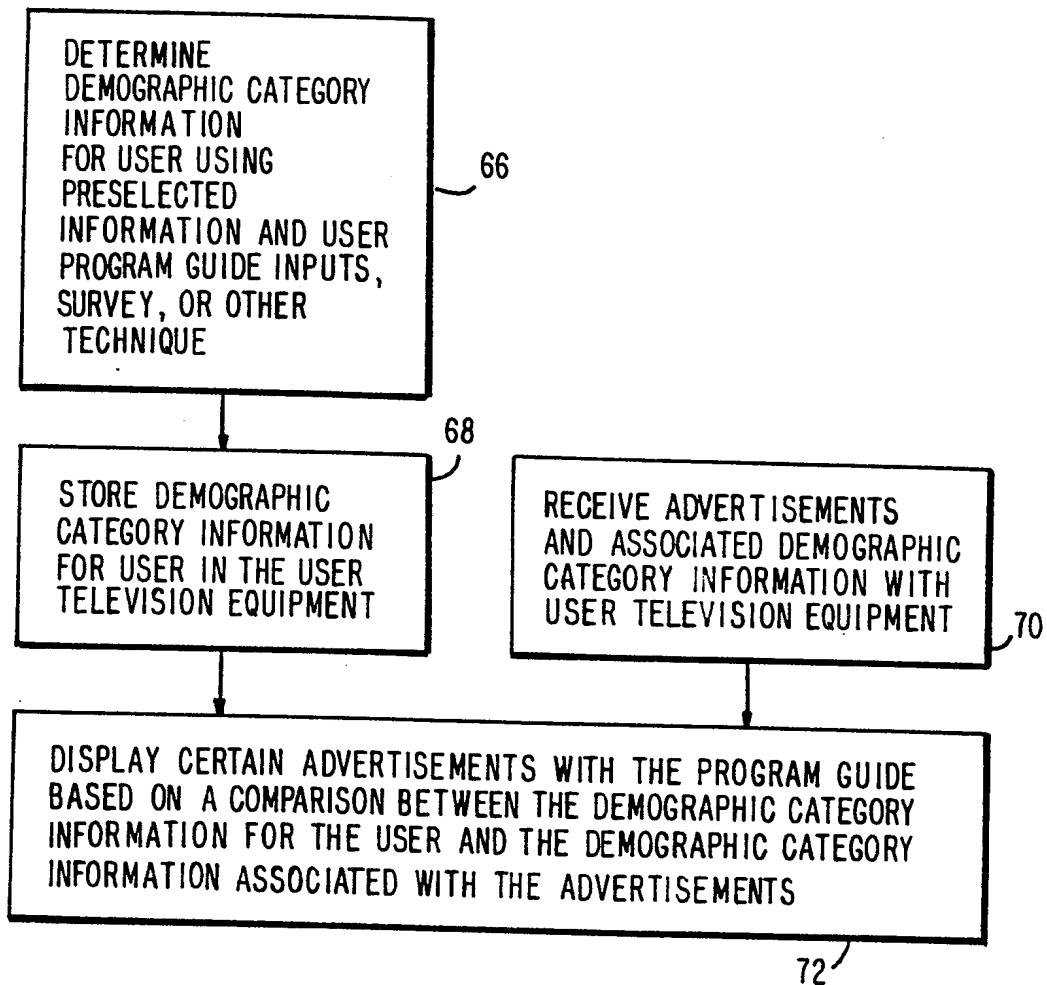 DETERMINE
DEMOGRAPHIC CATEGORY
INFORMATION
FOR USER USING
PRESELECTED
INFORMATION AND USER
PROGRAM GUIDE INPUTS,
SURVEY, OR OTHER
TECHNIQUE
66
68
STORE DEMOGRAPHIC
CATEGORY INFORMATION
FOR USER IN THE USER
TELEVISION EQUIPMENT
RECEIVE ADVERTISEMENTS
AND ASSOCIATED DEMOGRAPHIC
CATEGORY INFORMATION WITH
USER TELEVISION EQUIPMENT
70
DISPLAY CERTAIN ADVERTISEMENTS WITH THE PROGRAM GUIDE
BASED ON A COMPARISON BETWEEN THE DEMOGRAPHIC CATEGORY
INFORMATION FOR THE USER AND THE DEMOGRAPHIC CATEGORY
INFORMATION ASSOCIATED WITH THE ADVERTISEMENTS
72